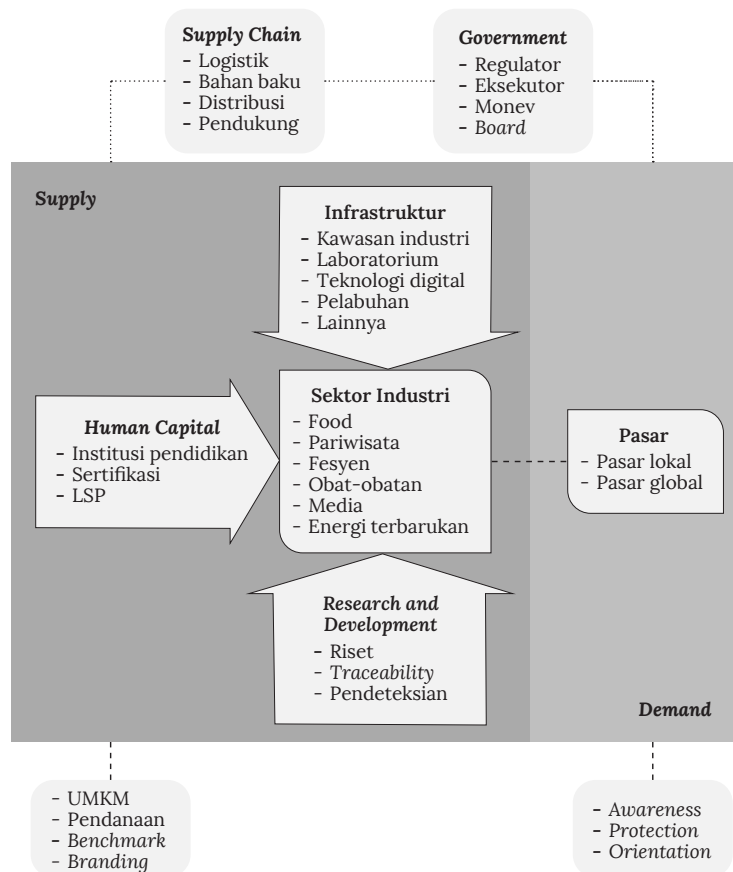 Supply Chain
- Logistik
- Bahan baku
- Distribusi
- Pendukung
Government
- Regulator
- Eksekutor
- Monev
- Board
Supply
Infrastruktur
- Kawasan industri
- Laboratorium
- Teknologi digital
- Pelabuhan
- Lainnya
Human Capital
- Institusi pendidikan
- Sertifikasi
- LSP
Sektor Industri
- Food
- Pariwisata
- Fesyen
- Obat-obatan
- Media
- Energi terbarukan
Pasar
- Pasar lokal
- Pasar global
Research and
Development
- Riset
- Traceability
- Pendeteksian
Demand
- UMKM
- Pendanaan
- Benchmark
- Branding
- Awareness
- Protection
- Orientation